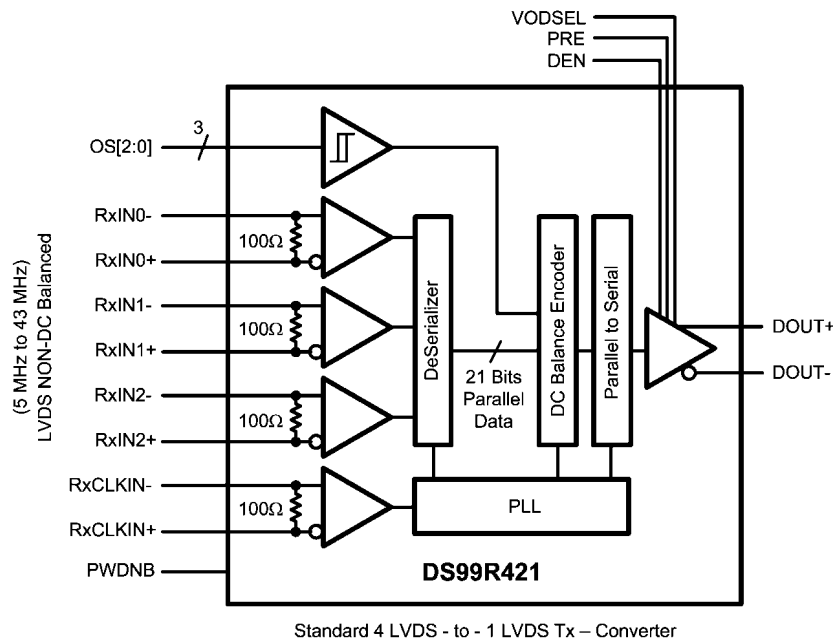 VODSEL
PRE
DEN
3
OS[2:0]
RxIN0-
100Ω
RxIN0+
RxIN1-
100Ω
RxIN1+
RxIN2-
100Ω
RxIN2+
RxCLKIN-
100Ω
RxCLKIN+
PWDNB
(5 MHz to 43 MHz)
LVDS NON-DC Balanced
DeSerializer
21 Bits
Parallel
Data
DC Balance Encoder
Parallel to Serial
DOUT+
DOUT-
PLL
DS99R421
Standard 4 LVDS - to - 1 LVDS Tx – Converter